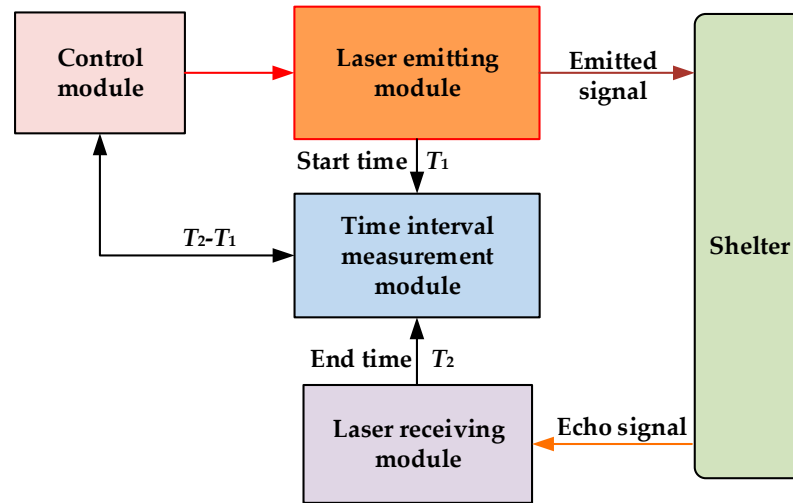 Control
module
Laser emitting
module
Emitted
signal
Start time T₁
T₂-T₁
Time interval
measurement
module
Shelter
End time T₂
Laser receiving
module
Echo signal